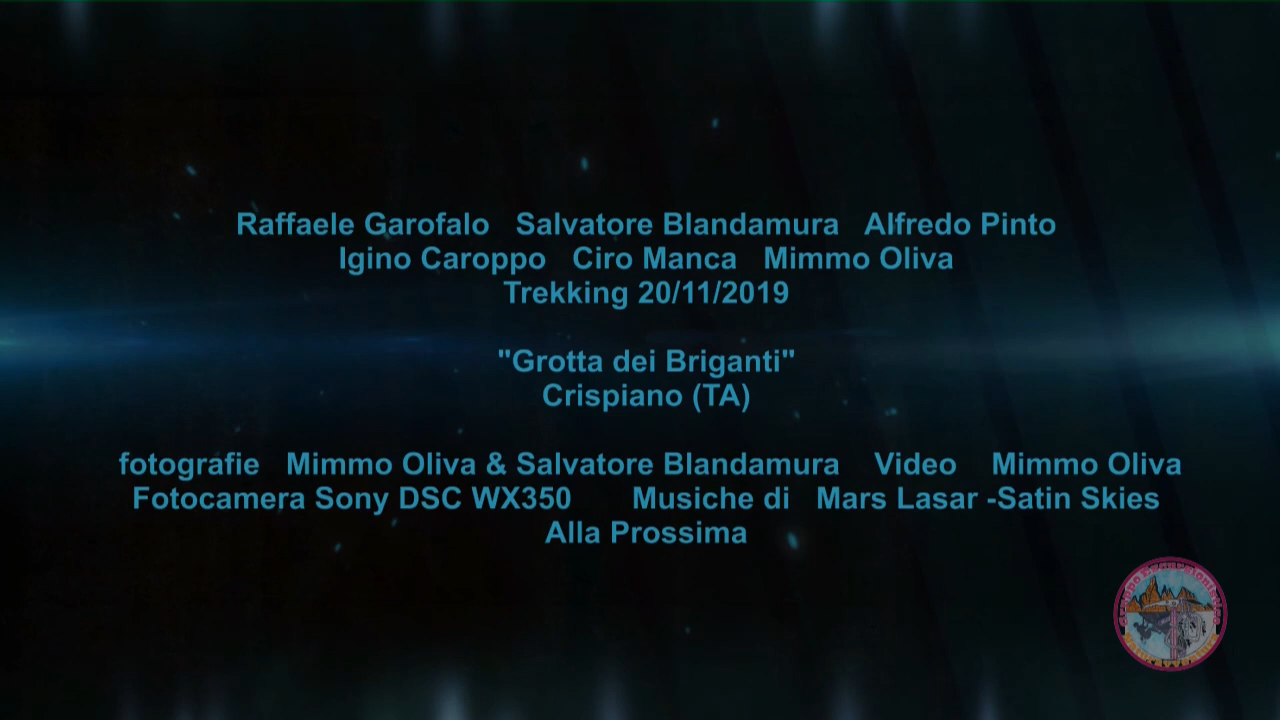 Raffaele Garofalo   Salvatore Blandamura   Alfredo Pinto
Igino Caroppo   Ciro Manca   Mimmo Oliva
Trekking 20/11/2019
"Grotta dei Briganti"
Crispiano (TA)
fotografie   Mimmo Oliva & Salvatore Blandamura    Video    Mimmo Oliva
Fotocamera Sony DSC WX350       Musiche di   Mars Lasar -Satin Skies
Alla Prossima
Gruppo Escursionistico